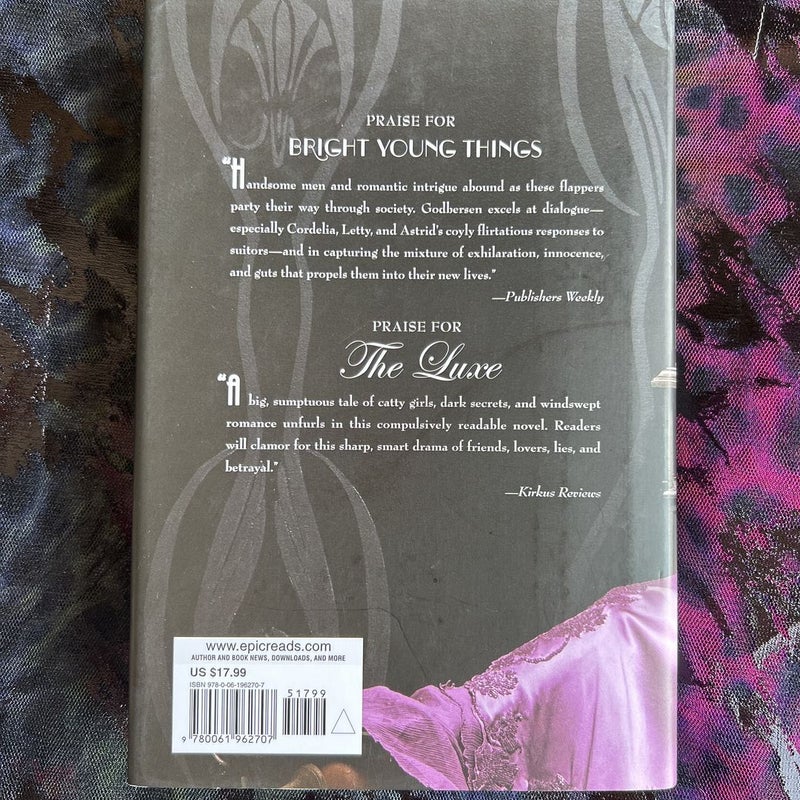 PRAISE FOR
BRIGHT YOUNG THINGS
"Handsome men and romantic intrigue abound as these flappers
party their way through society. Godbersen excels at dialogue—
especially Cordelia, Letty, and Astrid's coyly flirtatious responses to
suitors—and in capturing the mixture of exhilaration, innocence,
and guts that propels them into their new lives."
—Publishers Weekly
PRAISE FOR
The Luxe
"A big, sumptuous tale of catty girls, dark secrets, and windswept
romance unfurls in this compulsively readable novel. Readers
will clamor for this sharp, smart drama of friends, lovers, lies, and
betrayal."
—Kirkus Reviews
www.epicreads.com
AUTHOR AND BOOK NEWS, DOWNLOADS, AND MORE
US $17.99
ISBN 978-0-06-196270-7
51799
9 780061 962707